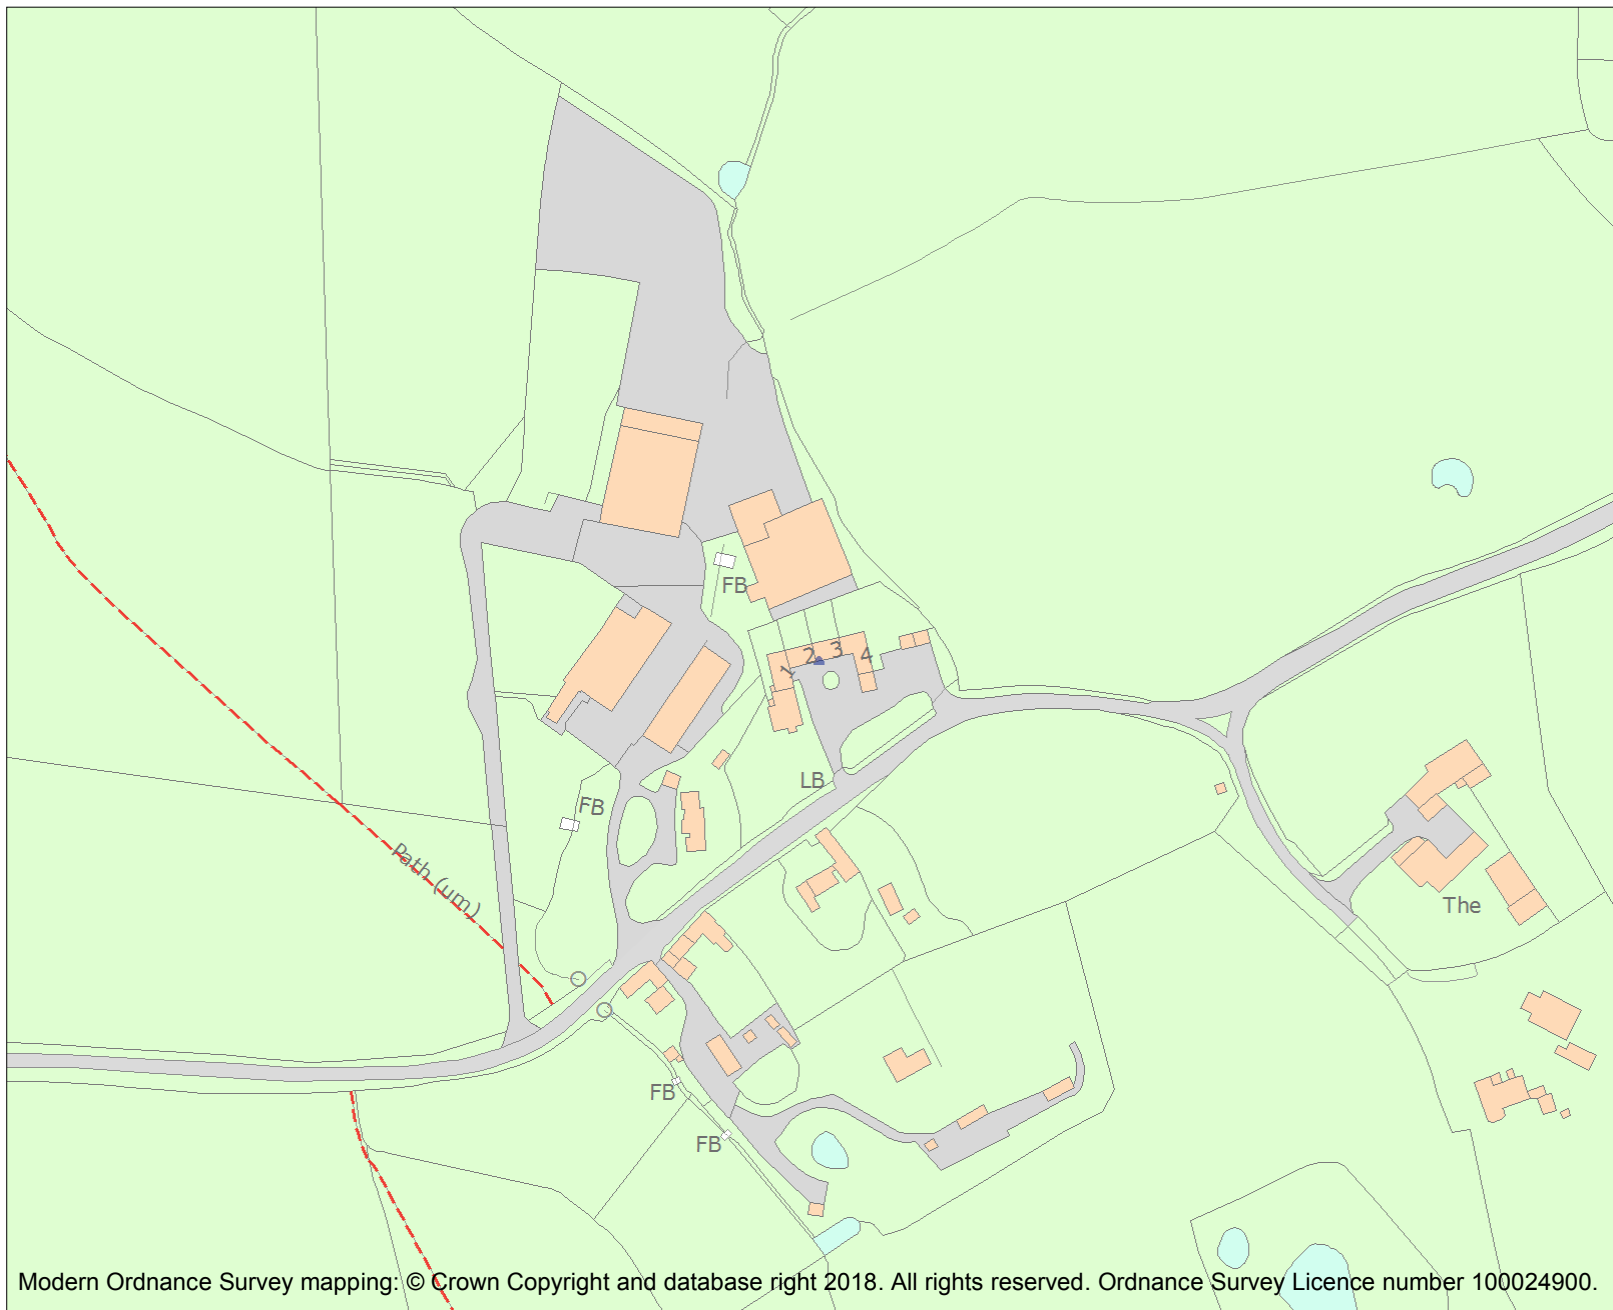 FB
1
2
3
4
LB
FB
Path (um)
The
FB
FB
Modern Ordnance Survey mapping: © Crown Copyright and database right 2018. All rights reserved. Ordnance Survey Licence number 100024900.